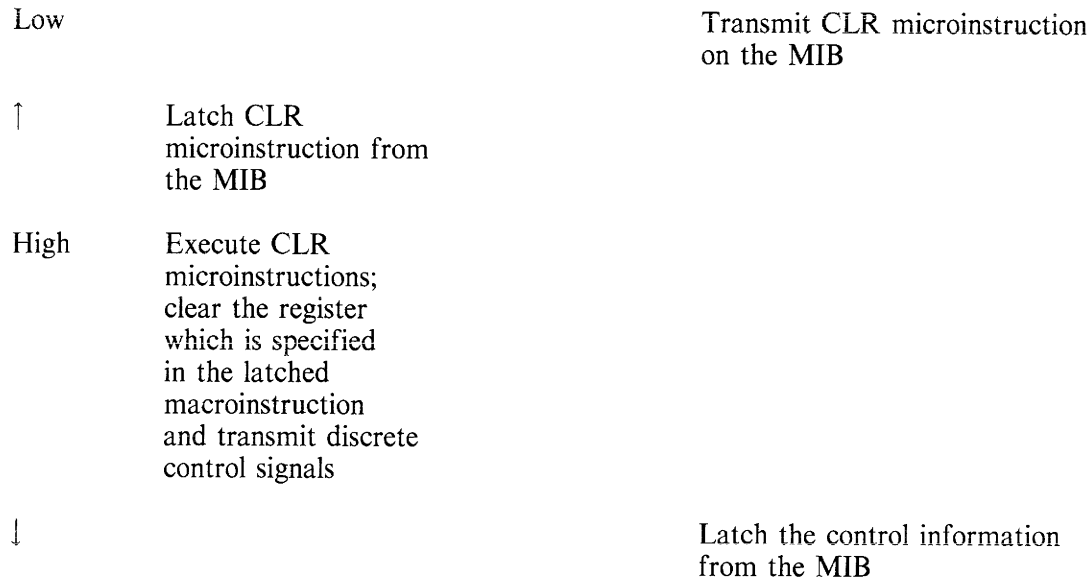 Low
Transmit CLR microinstruction
on the MIB
↑
Latch CLR
microinstruction from
the MIB
High
Execute CLR
microinstructions;
clear the register
which is specified
in the latched
macroinstruction
and transmit discrete
control signals
↓
Latch the control information
from the MIB